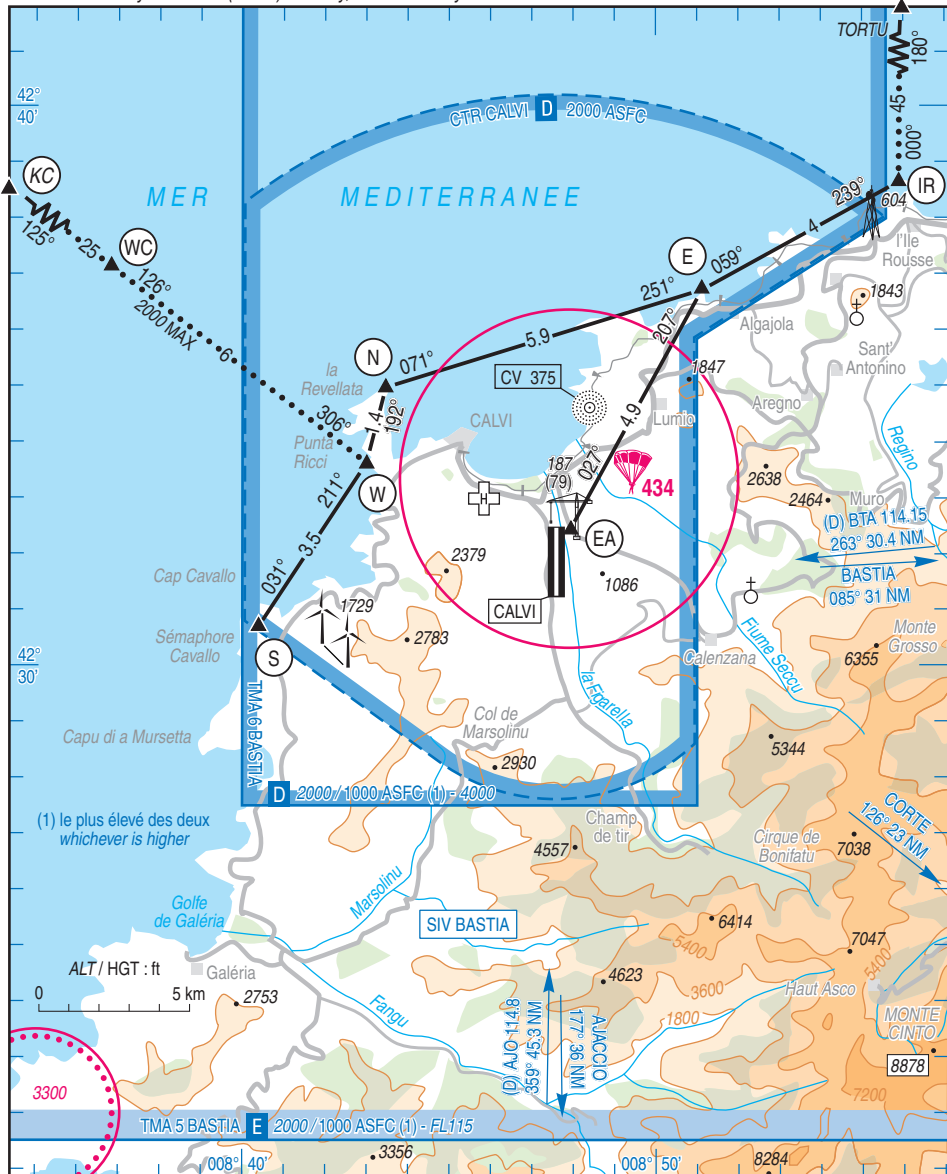 TORTU
180°
45
000°
42°
40'
CTR CALVI D 2000 ASFC
KC
MER MEDITERRANEE
125°
25
WC
126°
2000 MAX
6
306°
239°
4
059°
IR
604
l'Ile
Rousse
E
251°
5.9
071°
207°
4.9
027°
1843
Algajola
Sant'
Antonino
N
la
Revellata
1.4
192°
CV 375
1847
CALVI
Lumio
Aregno
Regino
Punta
Ricci
W
211°
3.5
031°
187
(79)
434
2638
2464
Muro
H
(D) BTA 114.15
263° 30.4 NM
BASTIA
085° 31 NM
EA
Cap Cavallo
2379
1086
1729
CALVI
Sémaphore
Cavallo
2783
Monte
Grosso
6355
S
Calenzana
Fiume Seccu
42°
30'
TMA 6 BASTIA
la Figarella
Capu di a Mursetta
Col de
Marsolinu
5344
2930
D 2000 / 1000 ASFC (1) - 4000
(1) le plus élevé des deux
whichever is higher
Champ
de tir
CORTE
126° 23 NM
4557
Cirque de
Bonifatu
7038
Marsolinu
Golfe
de Galéria
SIV BASTIA
6414
5400
7047
5400
ALT / HGT : ft
Galéria
4623
3600
Haut Asco
0 5 km
2753
Fangu
(D) AJO 114.8
359° 45.3 NM
AJACCIO
177° 36 NM
1800
MONTE
CINTO
8878
3300
7200
TMA 5 BASTIA E 2000 / 1000 ASFC (1) - FL115
008° 40'
3356
008° 50'
8284